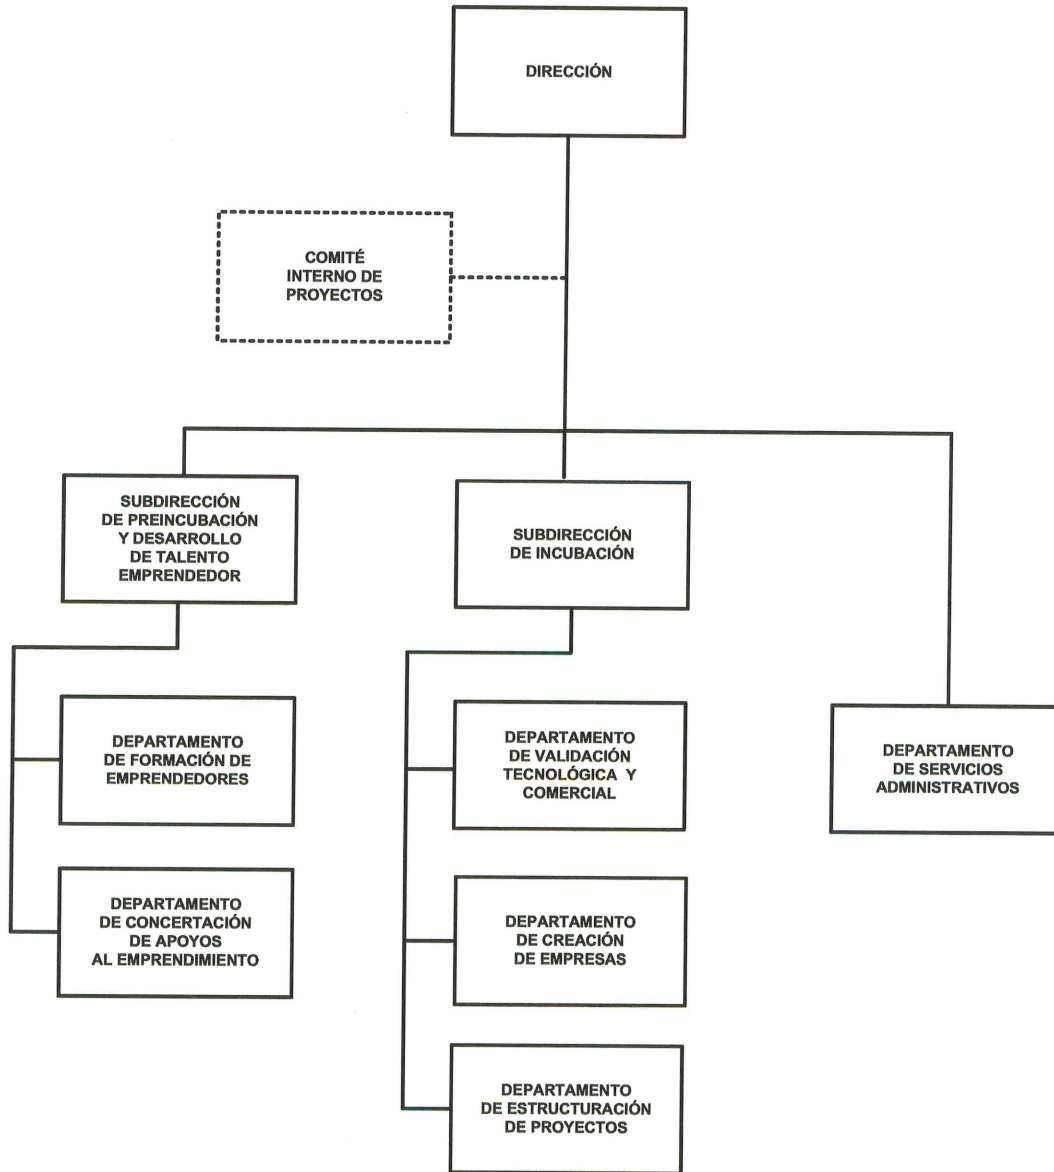 DIRECCIÓN
COMITÉ
INTERNO DE
PROYECTOS
SUBDIRECCIÓN
DE PREINCUBACIÓN
Y DESARROLLO
DE TALENTO
EMPRENDEDOR
SUBDIRECCIÓN
DE INCUBACIÓN
DEPARTAMENTO
DE FORMACIÓN DE
EMPRENDEDORES
DEPARTAMENTO
DE VALIDACIÓN
TECNOLÓGICA Y
COMERCIAL
DEPARTAMENTO
DE SERVICIOS
ADMINISTRATIVOS
DEPARTAMENTO
DE CONCERTACIÓN
DE APOYOS
AL EMPRENDIMIENTO
DEPARTAMENTO
DE CREACIÓN
DE EMPRESAS
DEPARTAMENTO
DE ESTRUCTURACIÓN
DE PROYECTOS